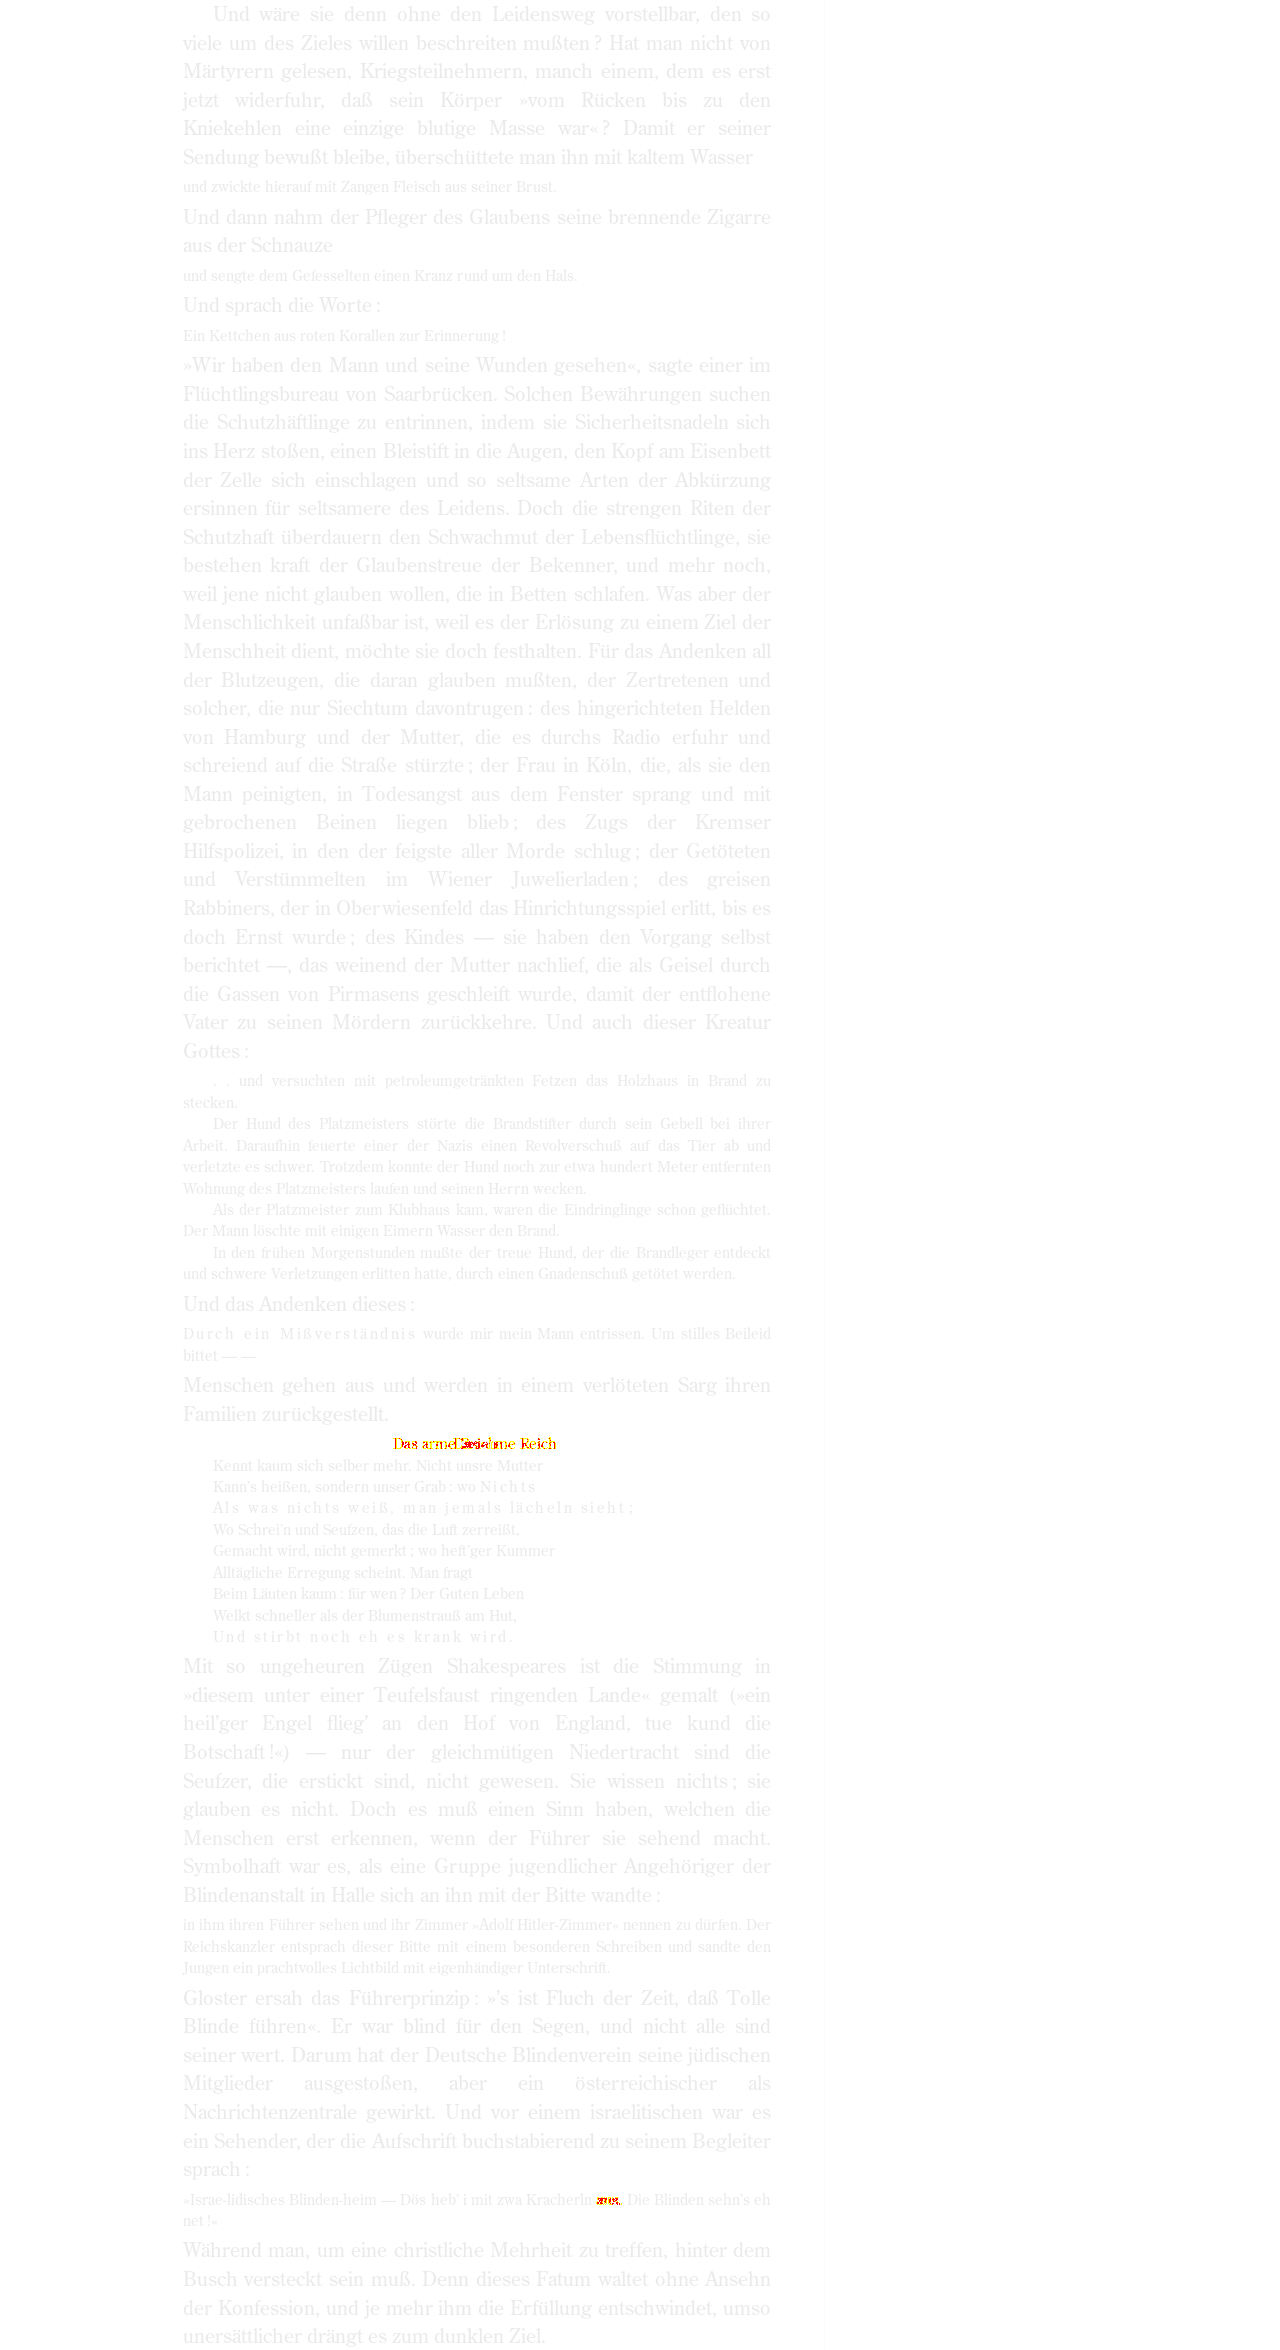 Und wäre sie denn ohne den Leidensweg vorstellbar, den so
viele um des Zieles willen beschreiten mußten ? Hat man nicht von
Märtyrern gelesen, Kriegsteilnehmern, manch einem, dem es erst
jetzt widerfuhr, daß sein Körper »vom Rücken bis zu den
Kniekehlen eine einzige blutige Masse war« ? Damit er seiner
Sendung bewußt bleibe, überschüttete man ihn mit kaltem Wasser
und zwickte hierauf mit Zangen Fleisch aus seiner Brust.
Und dann nahm der Pfleger des Glaubens seine brennende Zigarre
aus der Schnauze
und sengte dem Gefesselten einen Kranz rund um den Hals.
Und sprach die Worte :
Ein Kettchen aus roten Korallen zur Erinnerung !
»Wir haben den Mann und seine Wunden gesehen«, sagte einer im
Flüchtlingsbureau von Saarbrücken. Solchen Bewährungen suchen
die Schutzhäftlinge zu entrinnen, indem sie Sicherheitsnadeln sich
ins Herz stoßen, einen Bleistift in die Augen, den Kopf am Eisenbett
der Zelle sich einschlagen und so seltsame Arten der Abkürzung
ersinnen für seltsamere des Leidens. Doch die strengen Riten der
Schutzhaft überdauern den Schwachmut der Lebensflüchtlinge, sie
bestehen kraft der Glaubenstreue der Bekenner, und mehr noch,
weil jene nicht glauben wollen, die in Betten schlafen. Was aber der
Menschlichkeit unfaßbar ist, weil es der Erlösung zu einem Ziel der
Menschheit dient, möchte sie doch festhalten. Für das Andenken all
der Blutzeugen, die daran glauben mußten, der Zertretenen und
solcher, die nur Siechtum davontrugen : des hingerichteten Helden
von Hamburg und der Mutter, die es durchs Radio erfuhr und
schreiend auf die Straße stürzte ; der Frau in Köln, die, als sie den
Mann peinigten, in Todesangst aus dem Fenster sprang und mit
gebrochenen Beinen liegen blieb ; des Zugs der Kremser
Hilfspolizei, in den der feigste aller Morde schlug ; der Getöteten
und Verstümmelten im Wiener Juwelierladen ; des greisen
Rabbiners, der in Oberwiesenfeld das Hinrichtungsspiel erlitt, bis es
doch Ernst wurde ; des Kindes — sie haben den Vorgang selbst
berichtet —, das weinend der Mutter nachlief, die als Geisel durch
die Gassen von Pirmasens geschleift wurde, damit der entflohene
Vater zu seinen Mördern zurückkehre. Und auch dieser Kreatur
Gottes :
. . und versuchten mit petroleumgetränkten Fetzen das Holzhaus in Brand zu
stecken.
Der Hund des Platzmeisters störte die Brandstifter durch sein Gebell bei ihrer
Arbeit. Daraufhin feuerte einer der Nazis einen Revolverschuß auf das Tier ab und
verletzte es schwer. Trotzdem konnte der Hund noch zur etwa hundert Meter entfernten
Wohnung des Platzmeisters laufen und seinen Herrn wecken.
Als der Platzmeister zum Klubhaus kam, waren die Eindringlinge schon geflüchtet.
Der Mann löschte mit einigen Eimern Wasser den Brand.
In den frühen Morgenstunden mußte der treue Hund, der die Brandleger entdeckt
und schwere Verletzungen erlitten hatte, durch einen Gnadenschuß getötet werden.
Und das Andenken dieses :
Durch ein Mißverständnis wurde mir mein Mann entrissen. Um stilles Beileid
bittet — —
Menschen gehen aus und werden in einem verlöteten Sarg ihren
Familien zurückgestellt.
Das arme Reich
Kennt kaum sich selber mehr. Nicht unsre Mutter
Kann's heißen, sondern unser Grab : wo Nichts
Als was nichts weiß, man jemals lächeln sieht ;
Wo Schrei'n und Seufzen, das die Luft zerreißt,
Gemacht wird, nicht gemerkt ; wo heft'ger Kummer
Alltägliche Erregung scheint. Man fragt
Beim Läuten kaum : für wen ? Der Guten Leben
Welkt schneller als der Blumenstrauß am Hut,
Und stirbt noch eh es krank wird.
Mit so ungeheuren Zügen Shakespeares ist die Stimmung in
»diesem unter einer Teufelsfaust ringenden Lande« gemalt (»ein
heil'ger Engel flieg' an den Hof von England, tue kund die
Botschaft !«) — nur der gleichmütigen Niedertracht sind die
Seufzer, die erstickt sind, nicht gewesen. Sie wissen nichts ; sie
glauben es nicht. Doch es muß einen Sinn haben, welchen die
Menschen erst erkennen, wenn der Führer sie sehend macht.
Symbolhaft war es, als eine Gruppe jugendlicher Angehöriger der
Blindenanstalt in Halle sich an ihn mit der Bitte wandte :
in ihm ihren Führer sehen und ihr Zimmer »Adolf Hitler-Zimmer« nennen zu dürfen. Der
Reichskanzler entsprach dieser Bitte mit einem besonderen Schreiben und sandte den
Jungen ein prachtvolles Lichtbild mit eigenhändiger Unterschrift.
Gloster ersah das Führerprinzip : »'s ist Fluch der Zeit, daß Tolle
Blinde führen«. Er war blind für den Segen, und nicht alle sind
seiner wert. Darum hat der Deutsche Blindenverein seine jüdischen
Mitglieder ausgestoßen, aber ein österreichischer als
Nachrichtenzentrale gewirkt. Und vor einem israelitischen war es
ein Sehender, der die Aufschrift buchstabierend zu seinem Begleiter
sprach :
»Israe-lidisches Blinden-heim — Dös heb' i mit zwa Kracherln Die Blinden sehn's eh
net !«
Während man, um eine christliche Mehrheit zu treffen, hinter dem
Busch versteckt sein muß. Denn dieses Fatum waltet ohne Ansehn
der Konfession, und je mehr ihm die Erfüllung entschwindet, umso
unersättlicher drängt es zum dunklen Ziel.